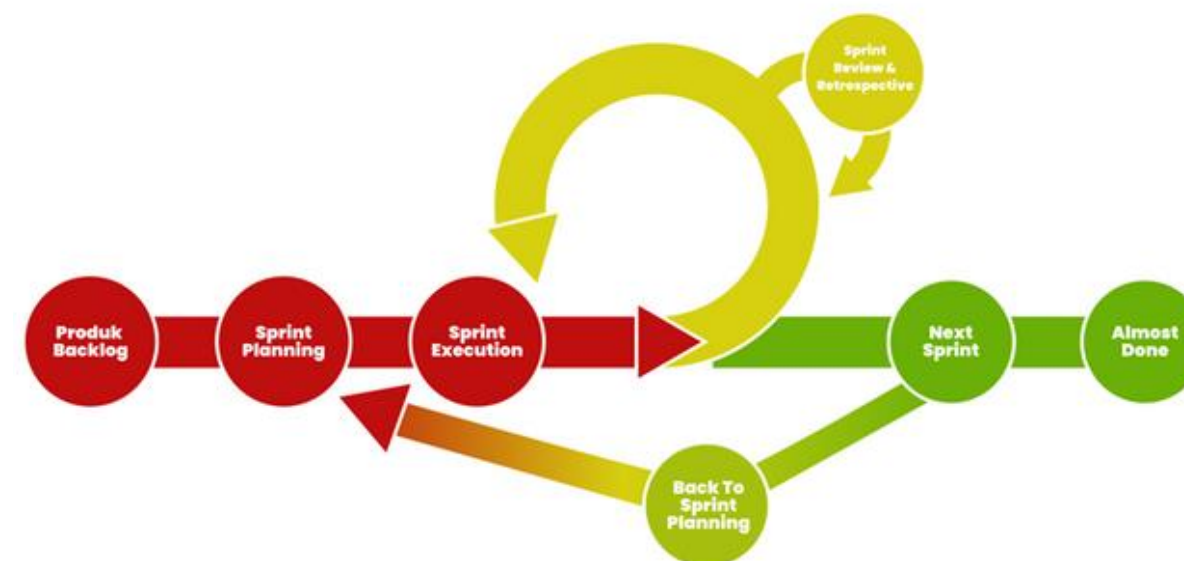 Sprint
Review &
Retrospective
Produk
Backlog
Sprint
Planning
Sprint
Execution
Next
Sprint
Almost
Done
Back To
Sprint
Planning